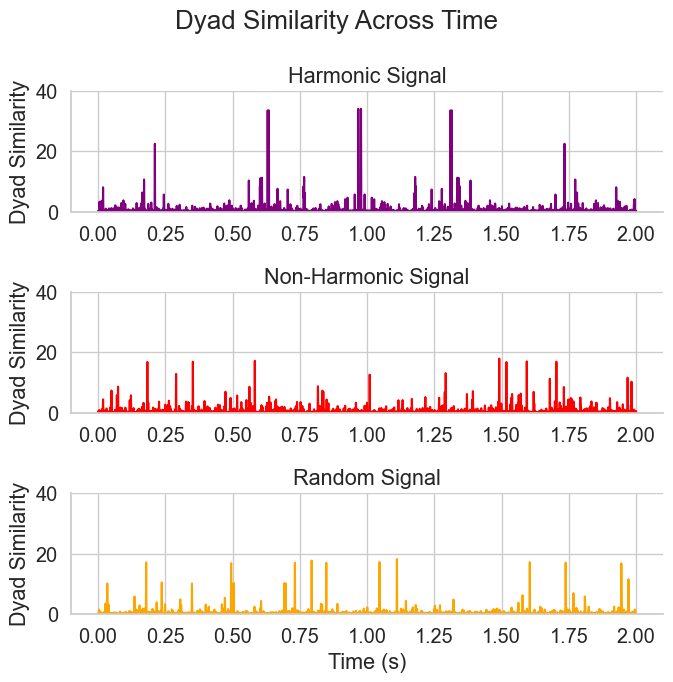 Dyad Similarity Across Time
Harmonic Signal
Dyad Similarity
40
20
0
0.00 0.25 0.50 0.75 1.00 1.25 1.50 1.75 2.00
Non-Harmonic Signal
Dyad Similarity
40
20
0
0.00 0.25 0.50 0.75 1.00 1.25 1.50 1.75 2.00
Random Signal
Dyad Similarity
40
20
0
0.00 0.25 0.50 0.75 1.00 1.25 1.50 1.75 2.00
Time (s)